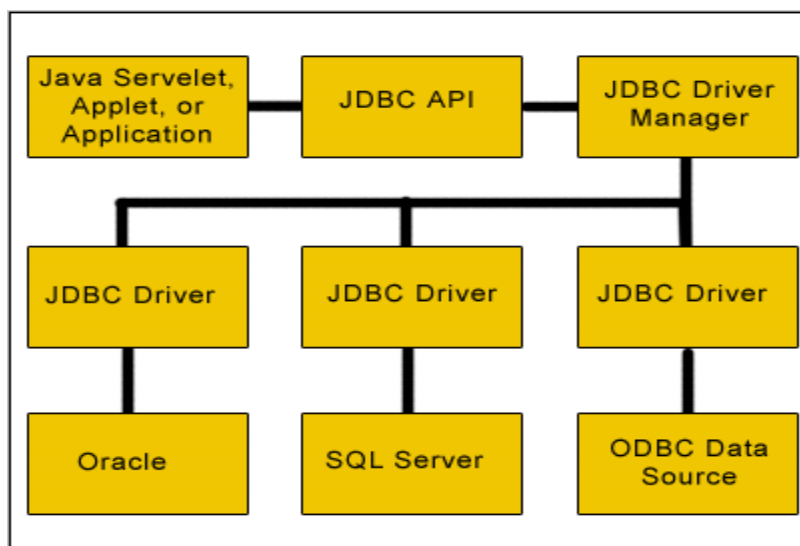 Java Servelet,
Applet, or
Application
JDBC API
JDBC Driver
Manager
JDBC Driver
JDBC Driver
JDBC Driver
Oracle
SQL Server
ODBC Data
Source